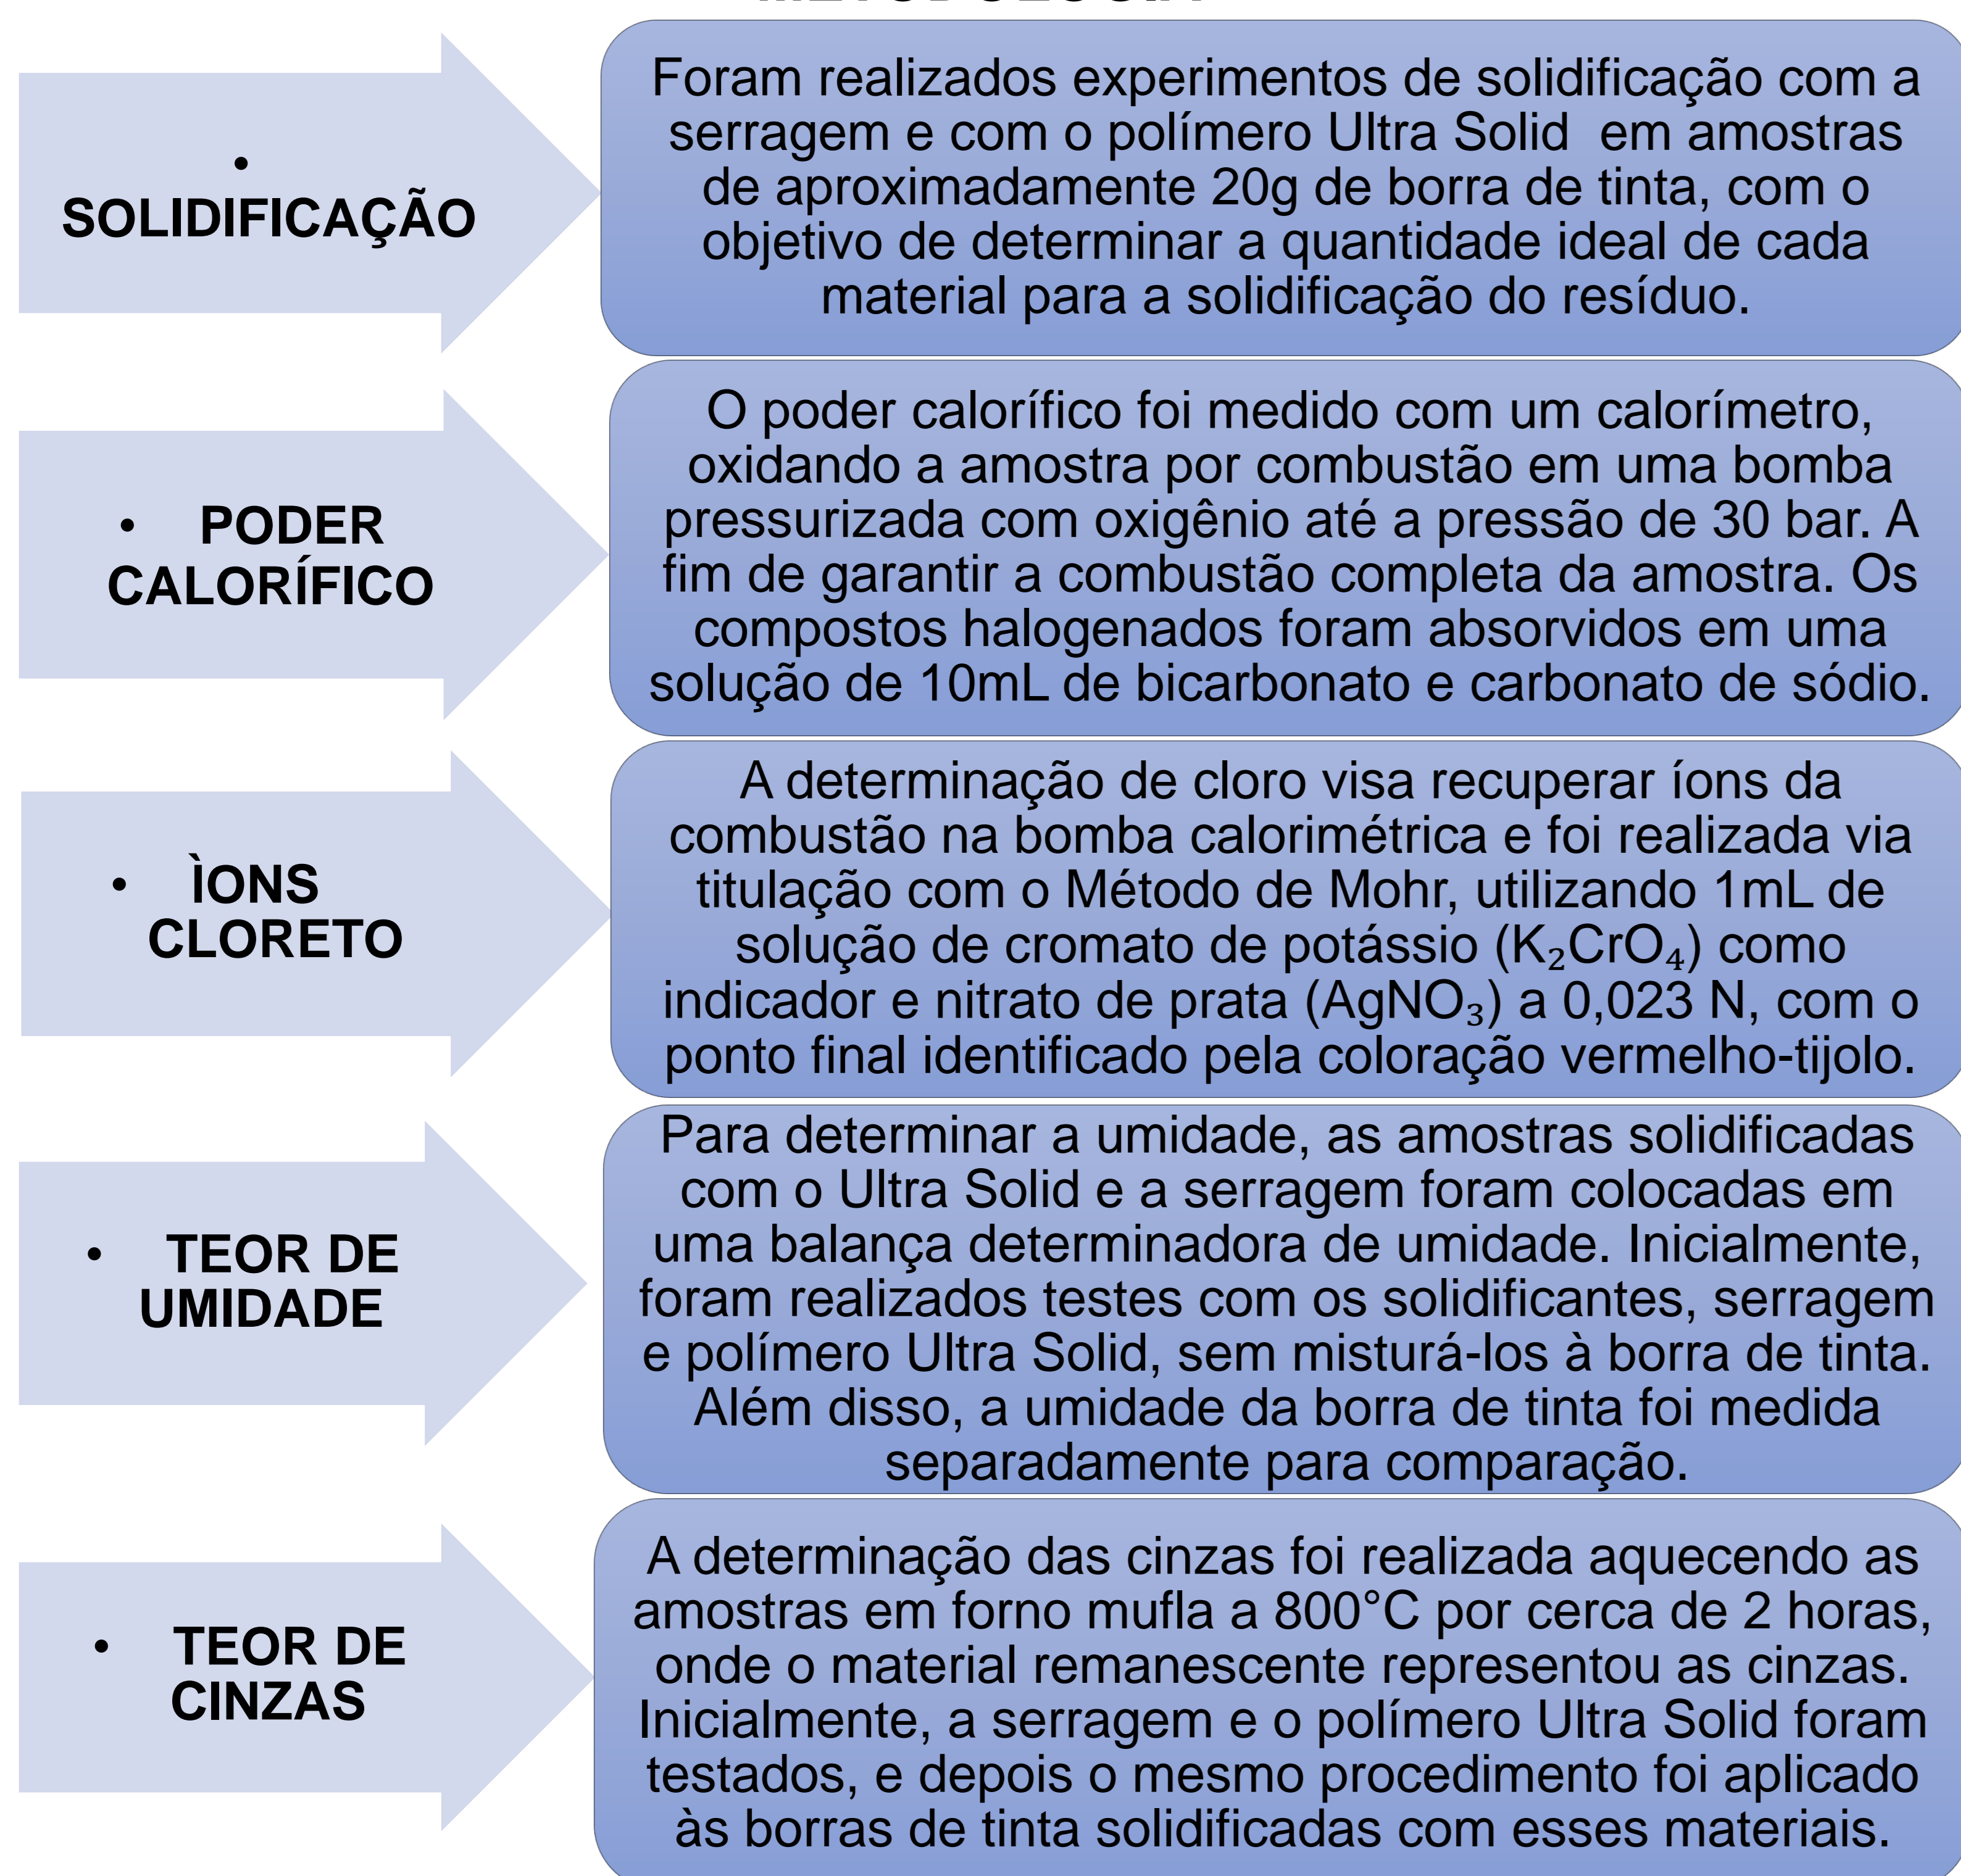 •
SOLIDIFICAÇÃO
Foram realizados experimentos de solidificação com a
serragem e com o polímero Ultra Solid em amostras
de aproximadamente 20g de borra de tinta, com o
objetivo de determinar a quantidade ideal de cada
material para a solidificação do resíduo.
• PODER
CALORÍFICO
O poder calorífico foi medido com um calorímetro,
oxidando a amostra por combustão em uma bomba
pressurizada com oxigênio até a pressão de 30 bar. A
fim de garantir a combustão completa da amostra. Os
compostos halogenados foram absorvidos em uma
solução de 10mL de bicarbonato e carbonato de sódio.
• ÌONS
CLORETO
A determinação de cloro visa recuperar íons da
combustão na bomba calorimétrica e foi realizada via
titulação com o Método de Mohr, utilizando 1mL de
solução de cromato de potássio (K₂CrO₄) como
indicador e nitrato de prata (AgNO₃) a 0,023 N, com o
ponto final identificado pela coloração vermelho-tijolo.
• TEOR DE
UMIDADE
Para determinar a umidade, as amostras solidificadas
com o Ultra Solid e a serragem foram colocadas em
uma balança determinadora de umidade. Inicialmente,
foram realizados testes com os solidificantes, serragem
e polímero Ultra Solid, sem misturá-los à borra de tinta.
Além disso, a umidade da borra de tinta foi medida
separadamente para comparação.
• TEOR DE
CINZAS
A determinação das cinzas foi realizada aquecendo as
amostras em forno mufla a 800°C por cerca de 2 horas,
onde o material remanescente representou as cinzas.
Inicialmente, a serragem e o polímero Ultra Solid foram
testados, e depois o mesmo procedimento foi aplicado
às borras de tinta solidificadas com esses materiais.